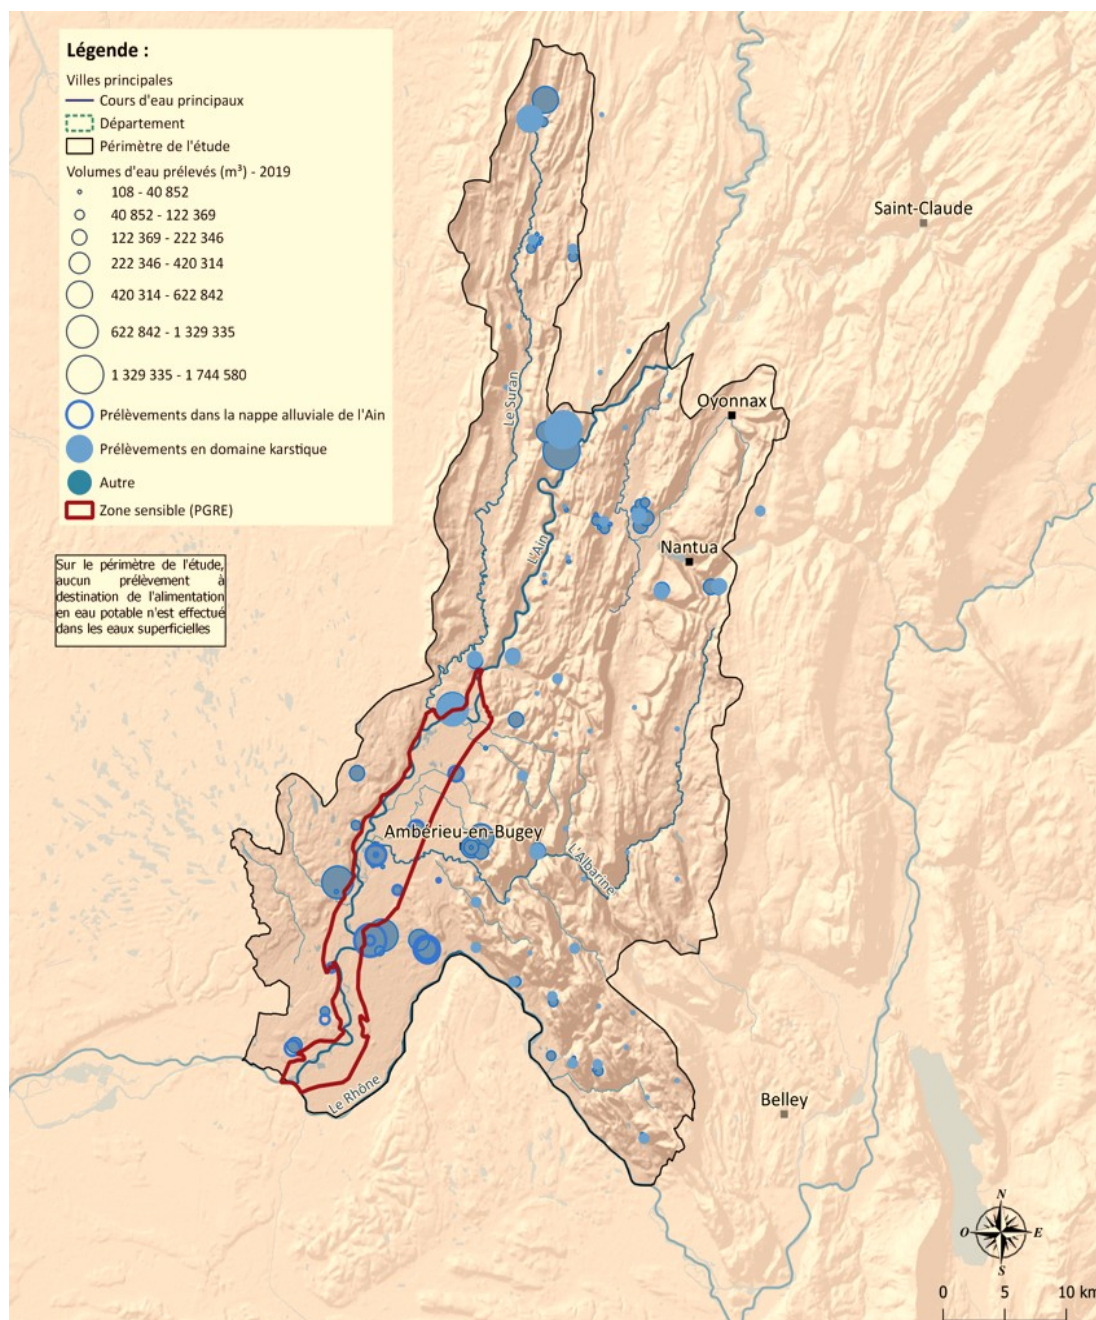 Légende :
Villes principales
Cours d'eau principaux
Département
Périmètre de l'étude
Volumes d'eau prélevés (m³) - 2019
108 - 40 852
40 852 - 122 369
122 369 - 222 346
222 346 - 420 314
420 314 - 622 842
622 842 - 1 329 335
1 329 335 - 1 744 580
Prélèvements dans la nappe alluviale de l'Ain
Prélèvements en domaine karstique
Autre
Zone sensible (PGRE)
Sur le périmètre de l'étude,
aucun prélèvement à
destination de l'alimentation
en eau potable n'est effectué
dans les eaux superficielles
Saint-Claude
Le Suran
Oyonnax
L'Ain
Nantua
Ambérieu-en-Bugey
L'Albarine
Le Rhône
Belley
N
O
E
S
0 5 10 km